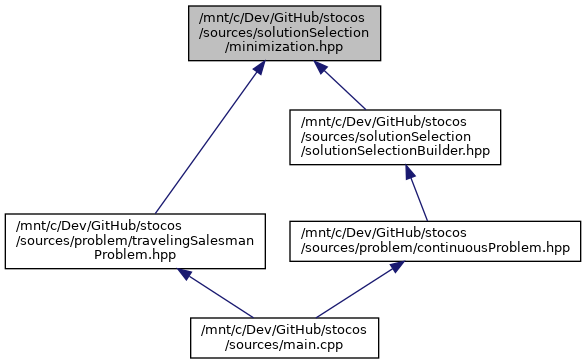 /mnt/c/Dev/GitHub/stocos
/sources/solutionSelection
/minimization.hpp
/mnt/c/Dev/GitHub/stocos
/sources/solutionSelection
/solutionSelectionBuilder.hpp
/mnt/c/Dev/GitHub/stocos
/sources/problem/travelingSalesman
Problem.hpp
/mnt/c/Dev/GitHub/stocos
/sources/problem/continuousProblem.hpp
/mnt/c/Dev/GitHub/stocos
/sources/main.cpp